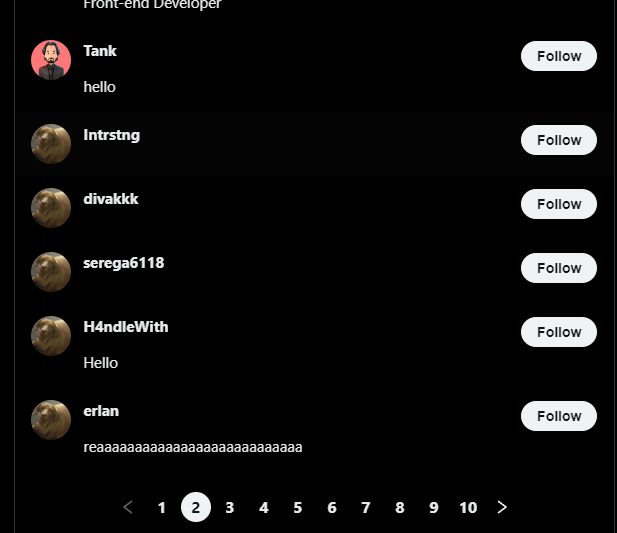 Front-end Developer
Tank
Follow
hello
Intrstng
Follow
divakkk
Follow
serega6118
Follow
H4ndleWith
Follow
Hello
erlan
Follow
reaaaaaaaaaaaaaaaaaaaaaaaaaaa
1 2 3 4 5 6 7 8 9 10